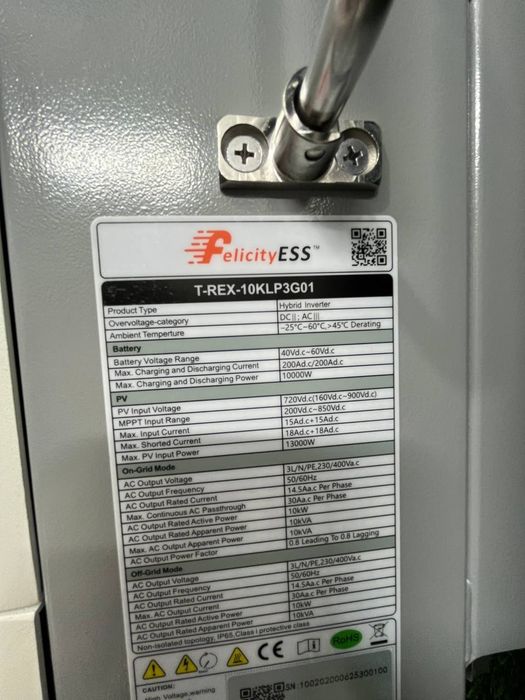 FelicityESS™
T-REX-10KLP3G01
Product Type Hybrid Inverter
Overvoltage-category DC||; AC|||
Ambient Temperture -25℃~60℃,>45℃ Derating
Battery
Battery Voltage Range 40Vd.c~60Vd.c
Max. Charging and Discharging Current 200Ad.c/200Ad.c
Max. Charging and Discharging Power 10000W
PV
PV Input Voltage 720Vd.c(160Vd.c~900Vd.c)
MPPT Input Range 200Vd.c~850Vd.c
Max. Input Current 15Ad.c+15Ad.c
Max. Shorted Current 18Ad.c+18Ad.c
Max. PV Input Power 13000W
On-Grid Mode
AC Output Voltage 3L/N/PE,230/400Va.c
AC Output Frequency 50/60Hz
AC Output Rated Current 14.5Aa.c Per Phase
Max. Continuous AC Passthrough 30Aa.c Per Phase
AC Output Rated Active Power 10kW
AC Output Rated Apparent Power 10kVA
Max. AC Output Apparent Power 10kVA
AC Output Power Factor 0.8 Leading To 0.8 Lagging
Off-Grid Mode
AC Output Voltage 3L/N/PE,230/400Va.c
AC Output Frequency 50/60Hz
AC Output Rated Current 14.5Aa.c Per Phase
Max. AC Output Current 30Aa.c Per Phase
AC Output Rated Active Power 10kW
AC Output Rated Apparent Power 10kVA
Non-isolated topology, IP65,Class I protective class
CE RoHS
CAUTION:
SN:100202000625300100
Voltage,warning